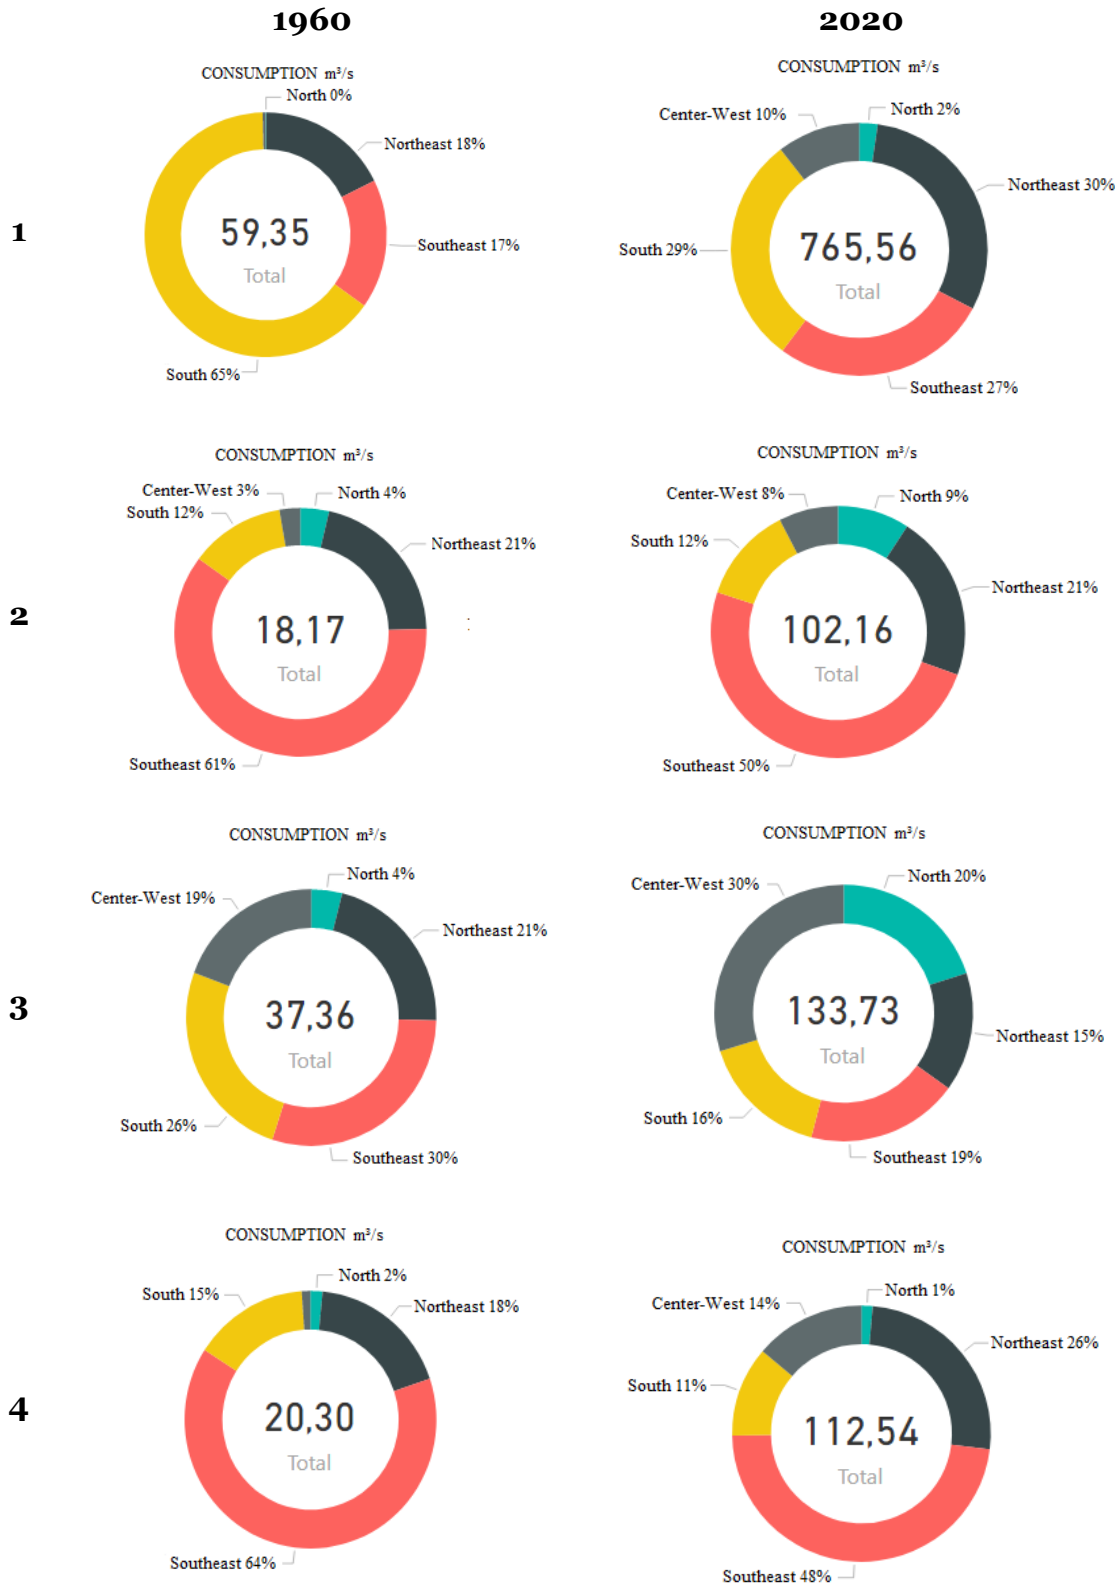 1960
2020
1
CONSUMPTION m³/s
North 0%
Northeast 18%
Southeast 17%
South 65%
59,35
Total
CONSUMPTION m³/s
Center-West 10%
North 2%
Northeast 30%
South 29%
Southeast 27%
765,56
Total
2
CONSUMPTION m³/s
Center-West 3%
North 4%
South 12%
Northeast 21%
Southeast 61%
18,17
Total
CONSUMPTION m³/s
Center-West 8%
North 9%
South 12%
Northeast 21%
Southeast 50%
102,16
Total
3
CONSUMPTION m³/s
North 4%
Center-West 19%
Northeast 21%
South 26%
Southeast 30%
37,36
Total
CONSUMPTION m³/s
Center-West 30%
North 20%
Northeast 15%
South 16%
Southeast 19%
133,73
Total
4
CONSUMPTION m³/s
North 2%
South 15%
Northeast 18%
Southeast 64%
20,30
Total
CONSUMPTION m³/s
North 1%
Center-West 14%
Northeast 26%
South 11%
Southeast 48%
112,54
Total